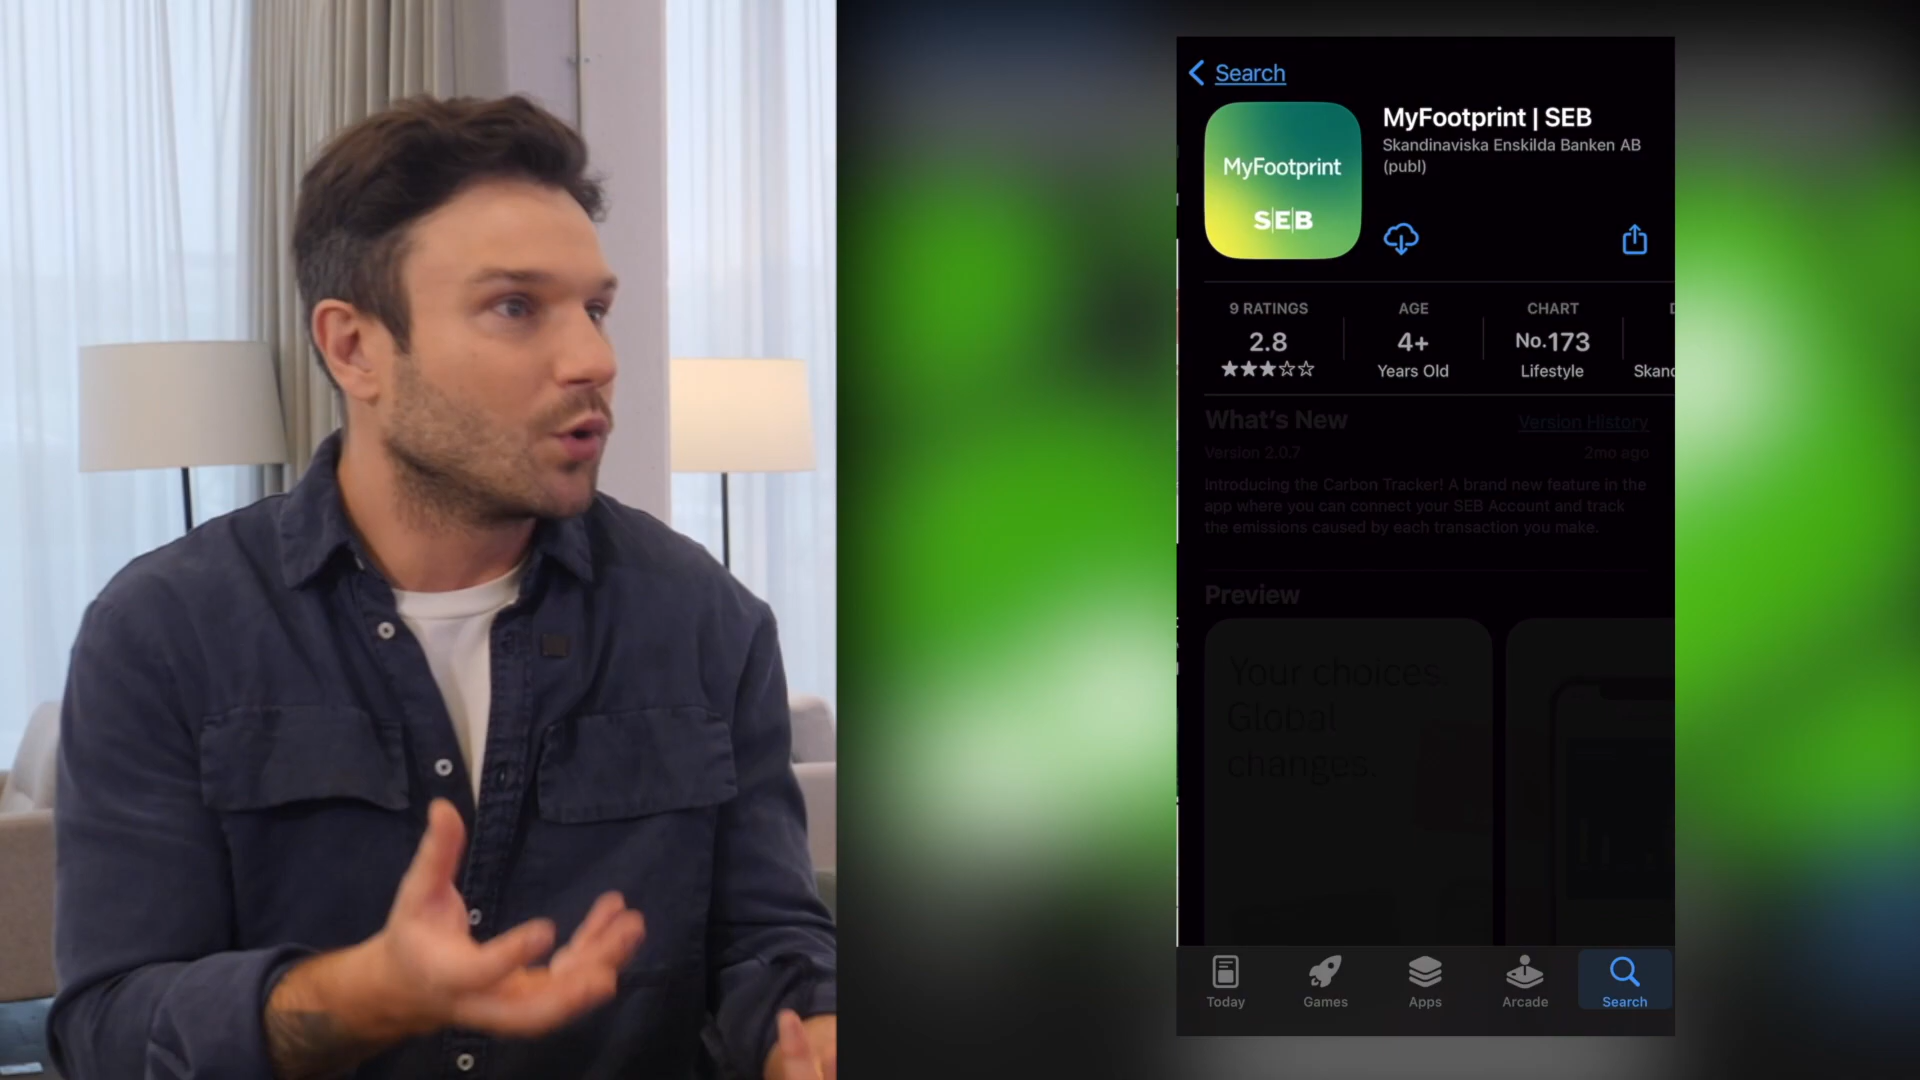 Search
MyFootprint
SEB
MyFootprint | SEB
Skandinaviska Enskilda Banken AB
(publ)
9 RATINGS
2.8
AGE
4+
Years Old
CHART
No.173
Lifestyle
Skand
What's New
Version History
Version 2.0.7
2mo ago
Introducing the Carbon Tracker! A brand new feature in the
app where you can connect your SEB Account and track
the emissions caused by each transaction you make.
Preview
Your choices.
Global
changes.
Today
Games
Apps
Arcade
Search